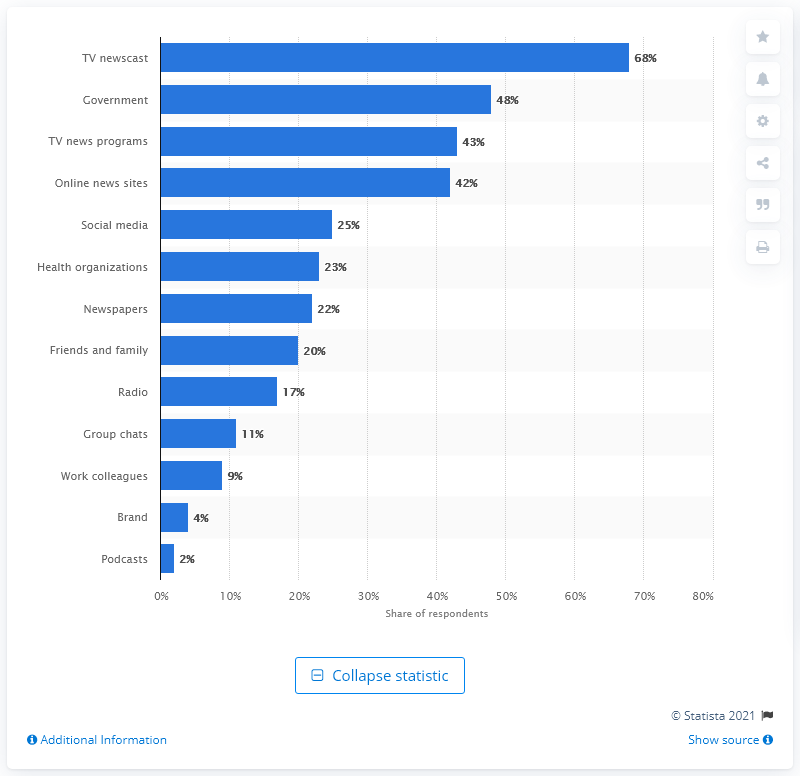 TV newscast 68%
Government 48%
TV news programs 43%
Online news sites 42%
Social media 25%
Health organizations 23%
Newspapers 22%
Friends and family 20%
Radio 17%
Group chats 11%
Work colleagues 9%
Brand 4%
Podcasts 2%
0% 10% 20% 30% 40% 50% 60% 70% 80%
Share of respondents
Collapse statistic
© Statista 2021
Additional Information Show source